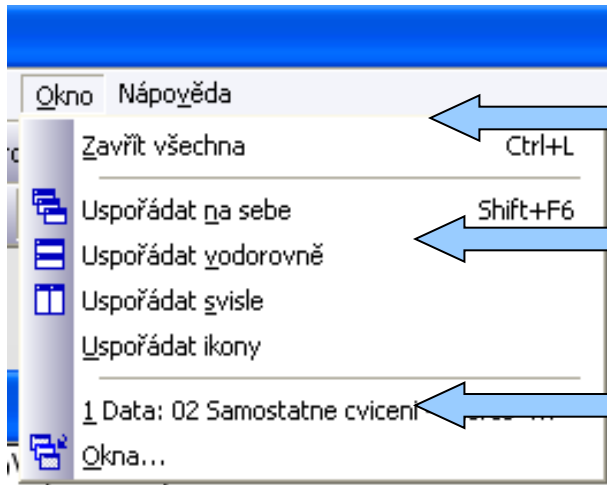 Okno Nápověda
Zavřít všechna Ctrl+L
Uspořádat na sebe Shift+F6
Uspořádat vodorovně
Uspořádat svisle
Uspořádat ikony
1 Data: 02 Samostatne cviceni
Okna...